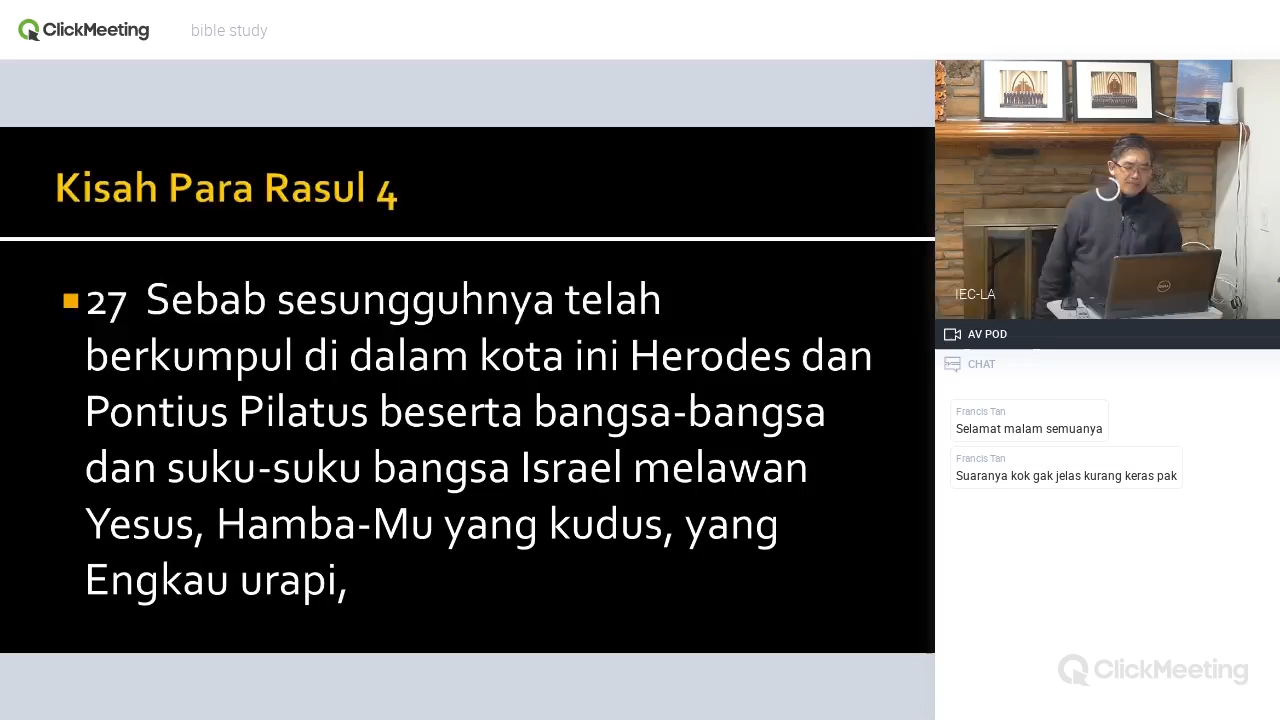 ClickMeeting
bible study
Kisah Para Rasul 4
27 Sebab sesungguhnya telah
berkumpul di dalam kota ini Herodes dan
Pontius Pilatus beserta bangsa-bangsa
dan suku-suku bangsa Israel melawan
Yesus, Hamba-Mu yang kudus, yang
Engkau urapi,
DELL
IEC-LA
AV POD
CHAT
Francis Tan
Selamat malam semuanya
Francis Tan
Suaranya kok gak jelas kurang keras pak
ClickMeeting